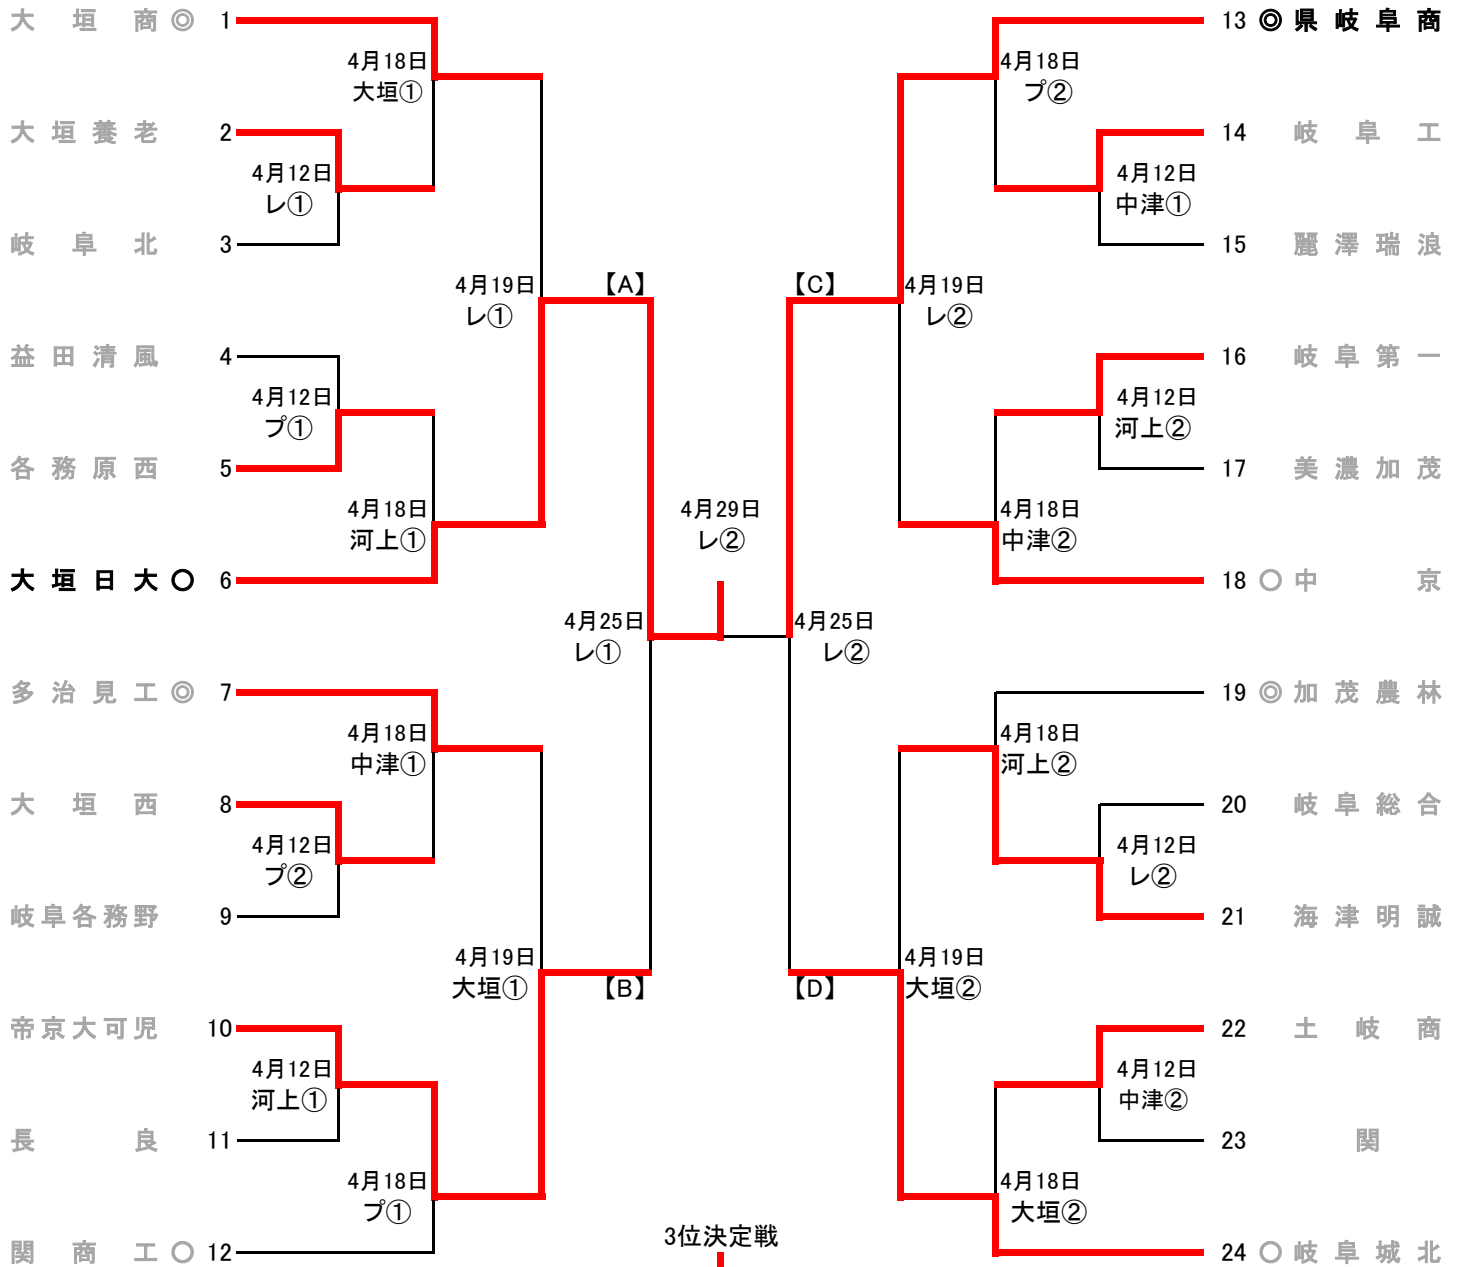 大垣商◎ 1
4月18日
大垣①
大垣養老 2
4月12日
レ①
岐阜北 3
4月19日
レ①
【A】
益田清風 4
4月12日
プ①
各務原西 5
4月18日
河上①
大垣日大○ 6
4月25日
レ①
多治見工◎ 7
4月18日
中津①
大垣西 8
4月12日
プ②
岐阜各務野 9
4月19日
大垣①
【B】
帝京大可児 10
4月12日
河上①
長良 11
4月18日
プ①
関商工○ 12
4月29日
レ②
3位決定戦
13 ◎県岐阜商
4月18日
プ②
14 岐阜工
4月12日
中津①
15 麗澤瑞浪
【C】
4月19日
レ②
16 岐阜第一
4月12日
河上②
17 美濃加茂
4月18日
中津②
18 ○中京
4月25日
レ②
19 ◎加茂農林
4月18日
河上②
20 岐阜総合
4月12日
レ②
21 海津明誠
【D】
4月19日
大垣②
22 土岐商
4月12日
中津②
23 関
4月18日
大垣②
24 ○岐阜城北